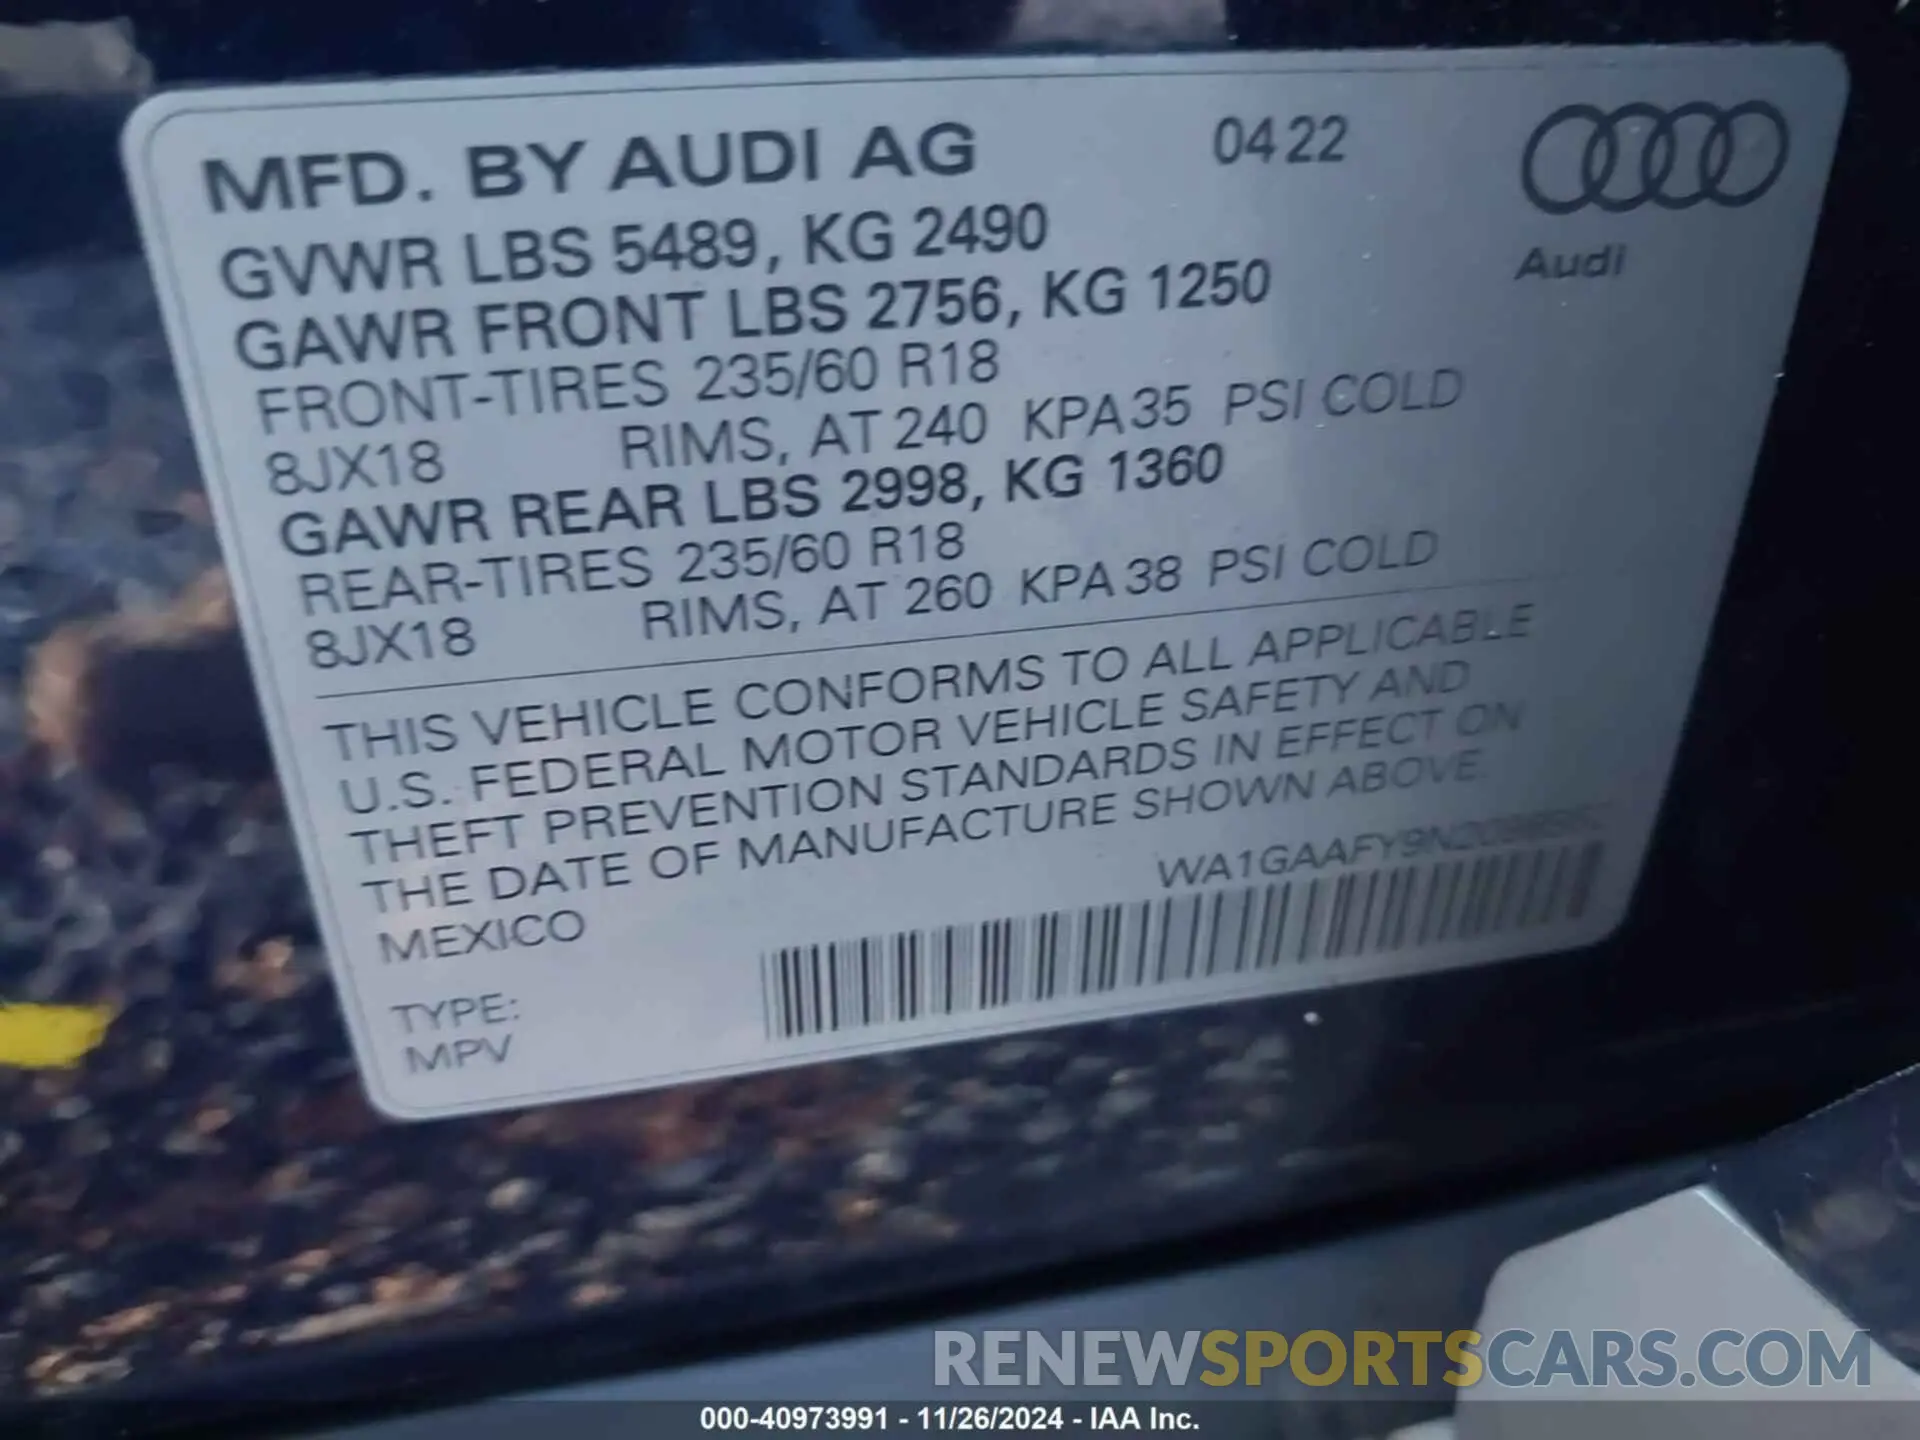 MFD. BY AUDI AG 0422
Audi
GVWR LBS 5489, KG 2490
GAWR FRONT LBS 2756, KG 1250
FRONT-TIRES 235/60 R18
8JX18 RIMS, AT 240 KPA 35 PSI COLD
GAWR REAR LBS 2998, KG 1360
REAR-TIRES 235/60 R18
8JX18 RIMS, AT 260 KPA 38 PSI COLD
THIS VEHICLE CONFORMS TO ALL APPLICABLE
U.S. FEDERAL MOTOR VEHICLE SAFETY AND
THEFT PREVENTION STANDARDS IN EFFECT ON
THE DATE OF MANUFACTURE SHOWN ABOVE.
MEXICO
TYPE:
MPV
RENEWSPORTSCARS.COM
000-40973991 - 11/26/2024 - IAA Inc.